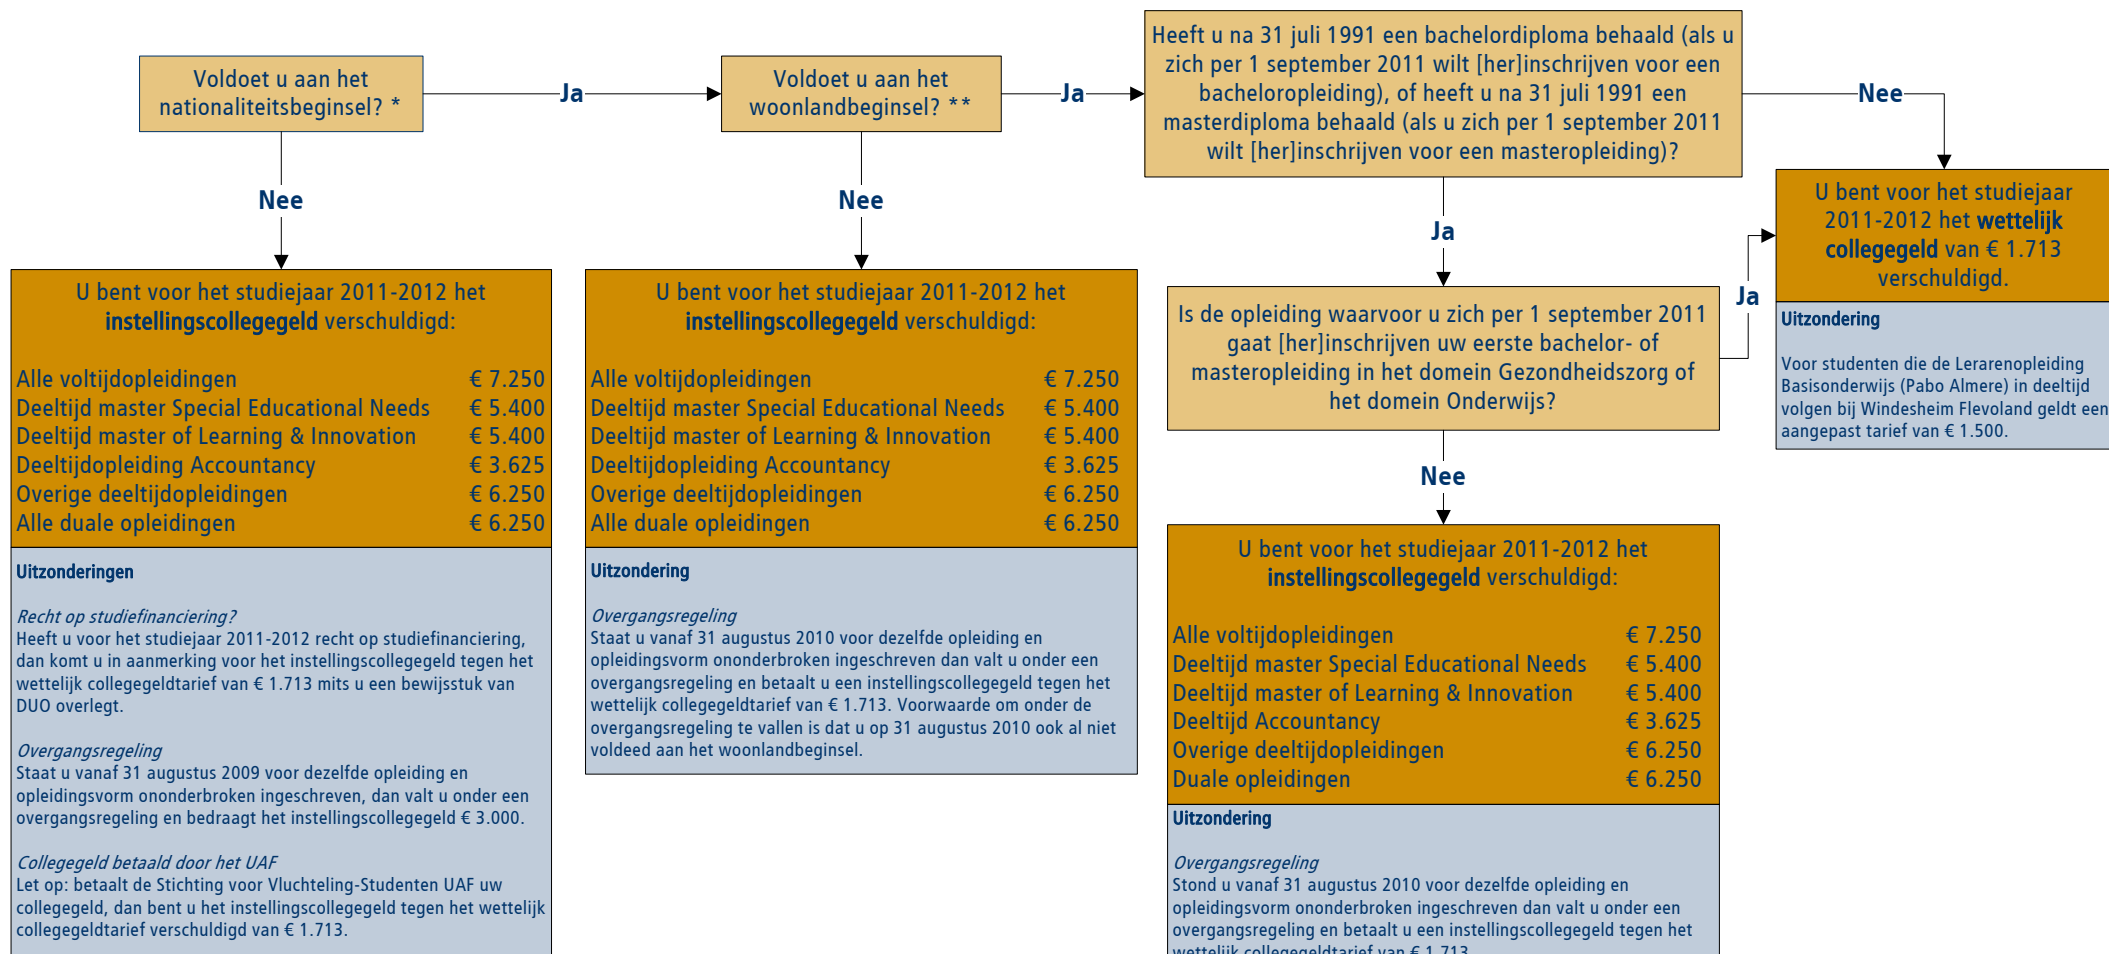 Voldoet u aan het
nationaliteitsbeginsel? *
Ja
Voldoet u aan het
woonlandbeginsel? **
Ja
Heeft u na 31 juli 1991 een bachelordiploma behaald (als u
zich per 1 september 2011 wilt [her]inschrijven voor een
bacheloropleiding), of heeft u na 31 juli 1991 een
masterdiploma behaald (als u zich per 1 september 2011
wilt [her]inschrijven voor een masteropleiding)?
Nee
Nee
Nee
Ja
U bent voor het studiejaar
2011-2012 het wettelijk
collegegeld van € 1.713
verschuldigd.
Uitzondering
Voor studenten die de Lerarenopleiding
Basisonderwijs (Pabo Almere) in deeltijd
volgen bij Windesheim Flevoland geldt een
aangepast tarief van € 1.500.
U bent voor het studiejaar 2011-2012 het
instellingscollegegeld verschuldigd:
Alle voltijdopleidingen € 7.250
Deeltijd master Special Educational Needs € 5.400
Deeltijd master of Learning & Innovation € 5.400
Deeltijdopleiding Accountancy € 3.625
Overige deeltijdopleidingen € 6.250
Alle duale opleidingen € 6.250
Uitzonderingen
Recht op studiefinanciering?
Heeft u voor het studiejaar 2011-2012 recht op studiefinanciering,
dan komt u in aanmerking voor het instellingscollegegeld tegen het
wettelijk collegegeldtarief van € 1.713 mits u een bewijsstuk van
DUO overlegt.
Overgangsregeling
Staat u vanaf 31 augustus 2009 voor dezelfde opleiding en
opleidingsvorm ononderbroken ingeschreven, dan valt u onder een
overgangsregeling en bedraagt het instellingscollegegeld € 3.000.
Collegegeld betaald door het UAF
Let op: betaalt de Stichting voor Vluchteling-Studenten UAF uw
collegegeld, dan bent u het instellingscollegegeld tegen het wettelijk
collegegeldtarief verschuldigd van € 1.713.
U bent voor het studiejaar 2011-2012 het
instellingscollegegeld verschuldigd:
Alle voltijdopleidingen € 7.250
Deeltijd master Special Educational Needs € 5.400
Deeltijd master of Learning & Innovation € 5.400
Deeltijdopleiding Accountancy € 3.625
Overige deeltijdopleidingen € 6.250
Alle duale opleidingen € 6.250
Uitzondering
Overgangsregeling
Staat u vanaf 31 augustus 2010 voor dezelfde opleiding en
opleidingsvorm ononderbroken ingeschreven dan valt u onder een
overgangsregeling en betaalt u een instellingscollegegeld tegen het
wettelijk collegegeldtarief van € 1.713. Voorwaarde om onder de
overgangsregeling te vallen is dat u op 31 augustus 2010 ook al niet
voldeed aan het woonlandbeginsel.
Is de opleiding waarvoor u zich per 1 september 2011
gaat [her]inschrijven uw eerste bachelor- of
masteropleiding in het domein Gezondheidszorg of
het domein Onderwijs?
Ja
Nee
U bent voor het studiejaar 2011-2012 het
instellingscollegegeld verschuldigd:
Alle voltijdopleidingen € 7.250
Deeltijd master Special Educational Needs € 5.400
Deeltijd master of Learning & Innovation € 5.400
Deeltijd Accountancy € 3.625
Overige deeltijdopleidingen € 6.250
Duale opleidingen € 6.250
Uitzondering
Overgangsregeling
Stond u vanaf 31 augustus 2010 voor dezelfde opleiding en
opleidingsvorm ononderbroken ingeschreven dan valt u onder een
overgangsregeling en betaalt u een instellingscollegegeld tegen het
wettelijk collegegeldtarief van € 1.713